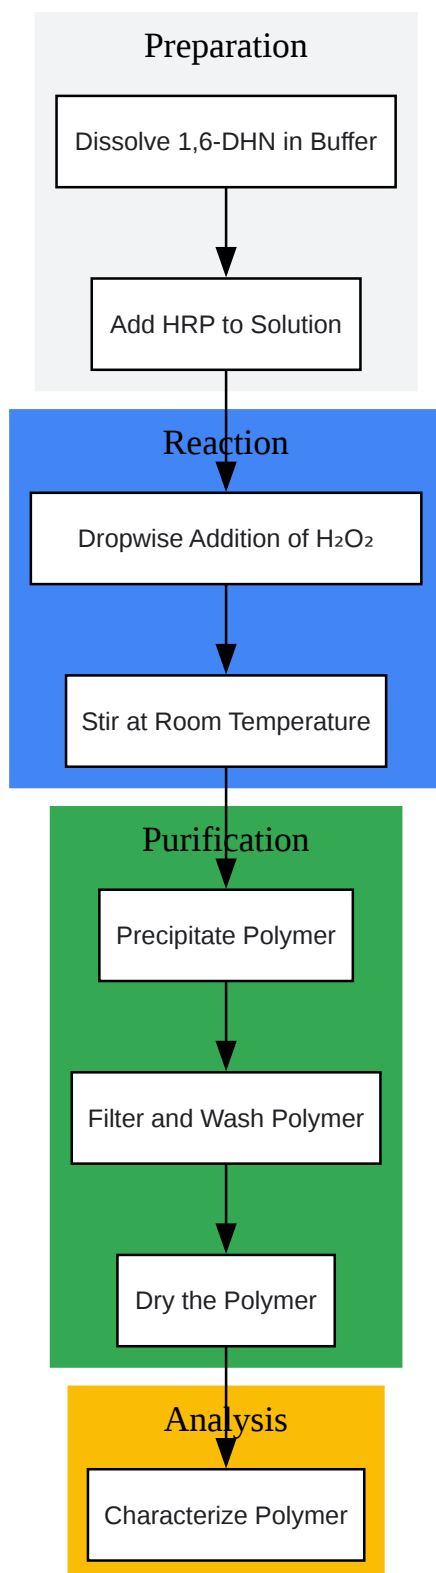 Preparation
Dissolve 1,6-DHN in Buffer
Add HRP to Solution
Reaction
Dropwise Addition of H₂O₂
Stir at Room Temperature
Purification
Precipitate Polymer
Filter and Wash Polymer
Dry the Polymer
Analysis
Characterize Polymer